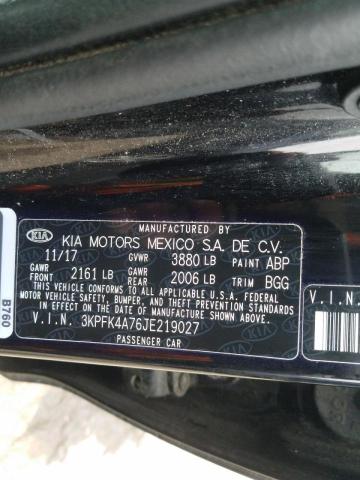 KIA KIA MOTORS MEXICO S.A. DE C.V.
11/17 GVWR 3880 LB PAINT ABP
GAWR FRONT 2161 LB GAWR REAR 2006 LB TRIM BGG
THIS VEHICLE CONFORMS TO ALL APPLICABLE U.S.A. FEDERAL
MOTOR VEHICLE SAFETY, BUMPER, AND THEFT PREVENTION
STANDARDS IN EFFECT ON THE DATE OF MANUFACTURE SHOWN ABOVE.
V.I.N. 3KPFK4A76JE219027
PASSENGER CAR
B760
V.I.N.